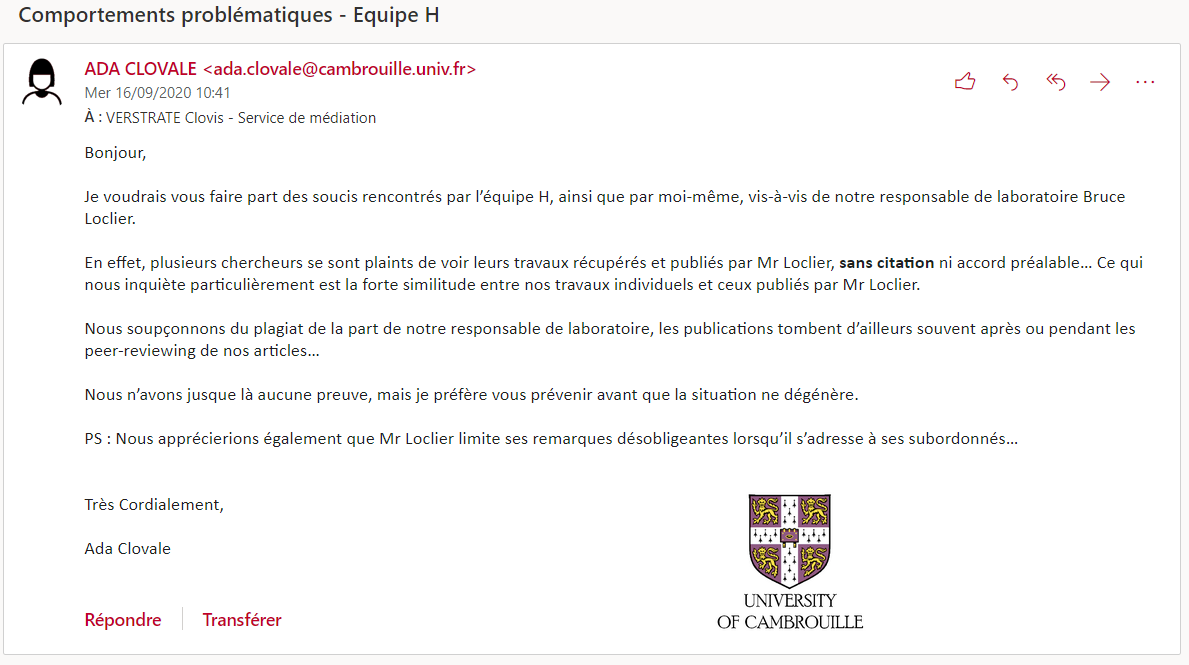 Comportements problématiques - Equipe H
ADA CLOVALE <ada.clovale@cambrouille.univ.fr>
Mer 16/09/2020 10:41
À : VERSTRATE Clovis - Service de médiation
Bonjour,
Je voudrais vous faire part des soucis rencontrés par l’équipe H, ainsi que par moi-même, vis-à-vis de notre responsable de laboratoire Bruce
Loclier.
En effet, plusieurs chercheurs se sont plaints de voir leurs travaux récupérés et publiés par Mr Loclier, sans citation ni accord préalable… Ce qui
nous inquiète particulièrement est la forte similitude entre nos travaux individuels et ceux publiés par Mr Loclier.
Nous soupçonnons du plagiat de la part de notre responsable de laboratoire, les publications tombent d’ailleurs souvent après ou pendant les
peer-reviewing de nos articles…
Nous n’avons jusque là aucune preuve, mais je préfère vous prévenir avant que la situation ne dégénère.
PS : Nous apprécierions également que Mr Loclier limite ses remarques désobligeantes lorsqu’il s’adresse à ses subordonnés…
Très Cordialement,
Ada Clovale
UNIVERSITY
OF CAMBROUILLE
Répondre
Transférer